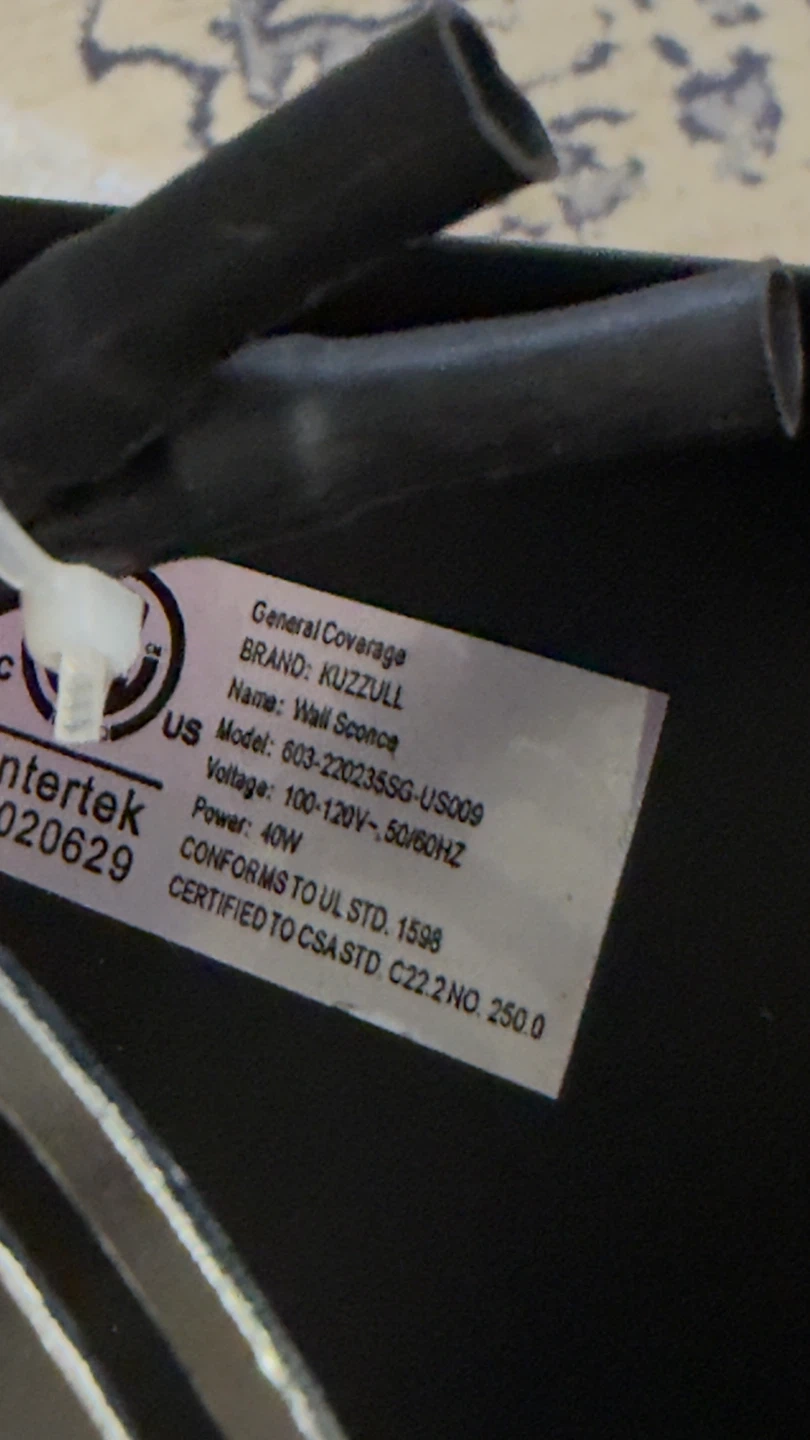 C
US
ntertek
020629
General Coverage
BRAND: KUZZULL
Name: Wall Sconce
Model: 603-220235SG-US009
Voltage: 100-120V~, 50/60HZ
Power: 40W
CONFORMS TO UL STD. 1598
CERTIFIED TO CSA STD. C22.2 NO. 250.0